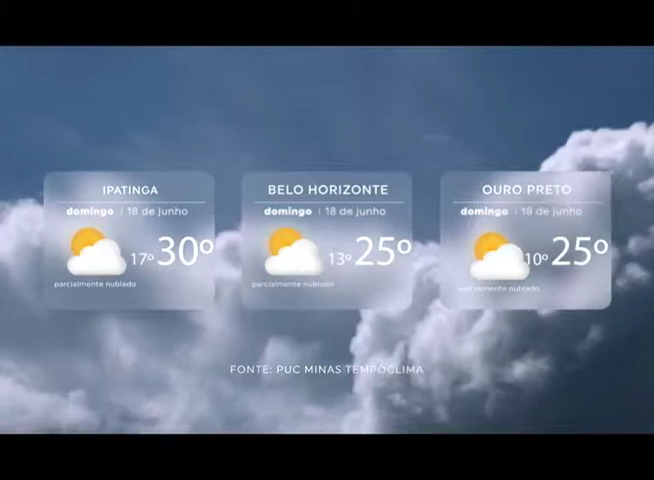 IPATINGA
domingo | 18 de junho
17º 30º
parcialmente nublado
BELO HORIZONTE
domingo | 18 de junho
13º 25º
parcialmente nublado
OURO PRETO
domingo | 18 de junho
10º 25º
parcialmente nublado
FONTE: PUC MINAS TEMPOCLIMA